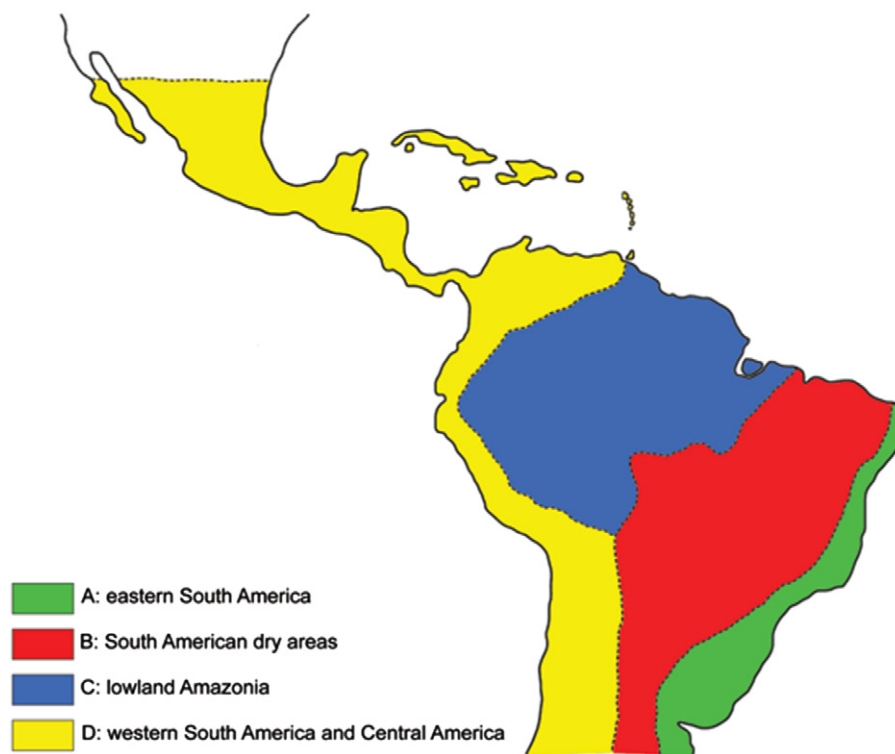 A: eastern South America
B: South American dry areas
C: lowland Amazonia
D: western South America and Central America